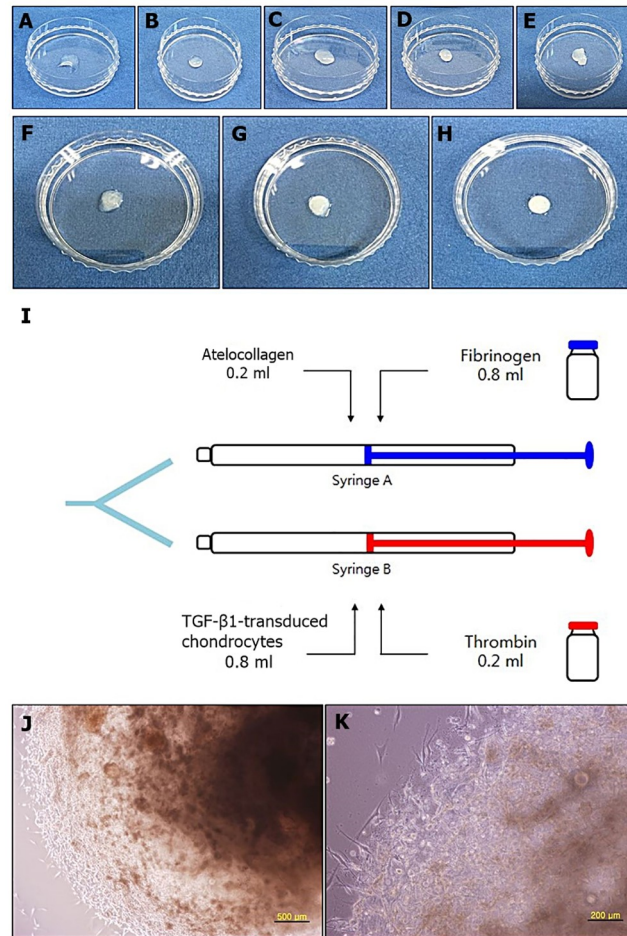 A
B
C
D
E
F
G
H
I
Atelocollagen
0.2 ml
Fibrinogen
0.8 ml
Syringe A
Syringe B
TGF-β1-transduced
chondrocytes
0.8 ml
Thrombin
0.2 ml
J
500 µm
K
200 µm